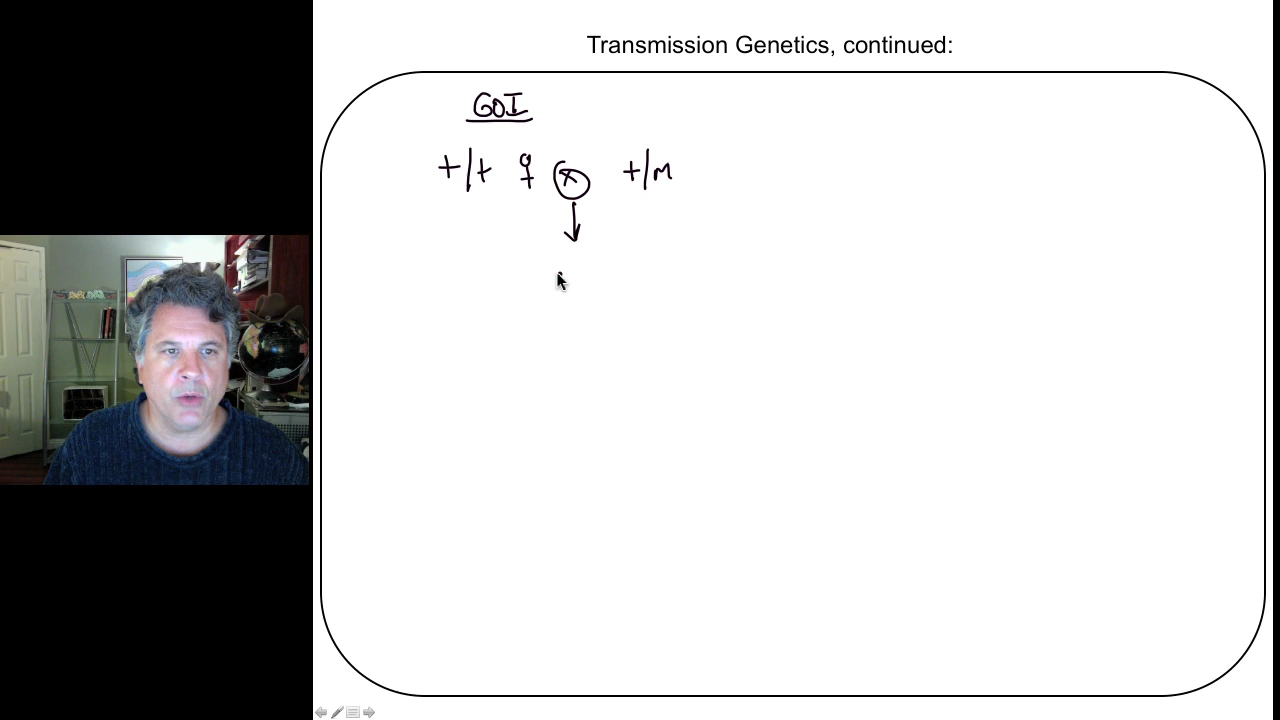 Transmission Genetics, continued:
GOI
+/+ ♀ ⓧ +/m